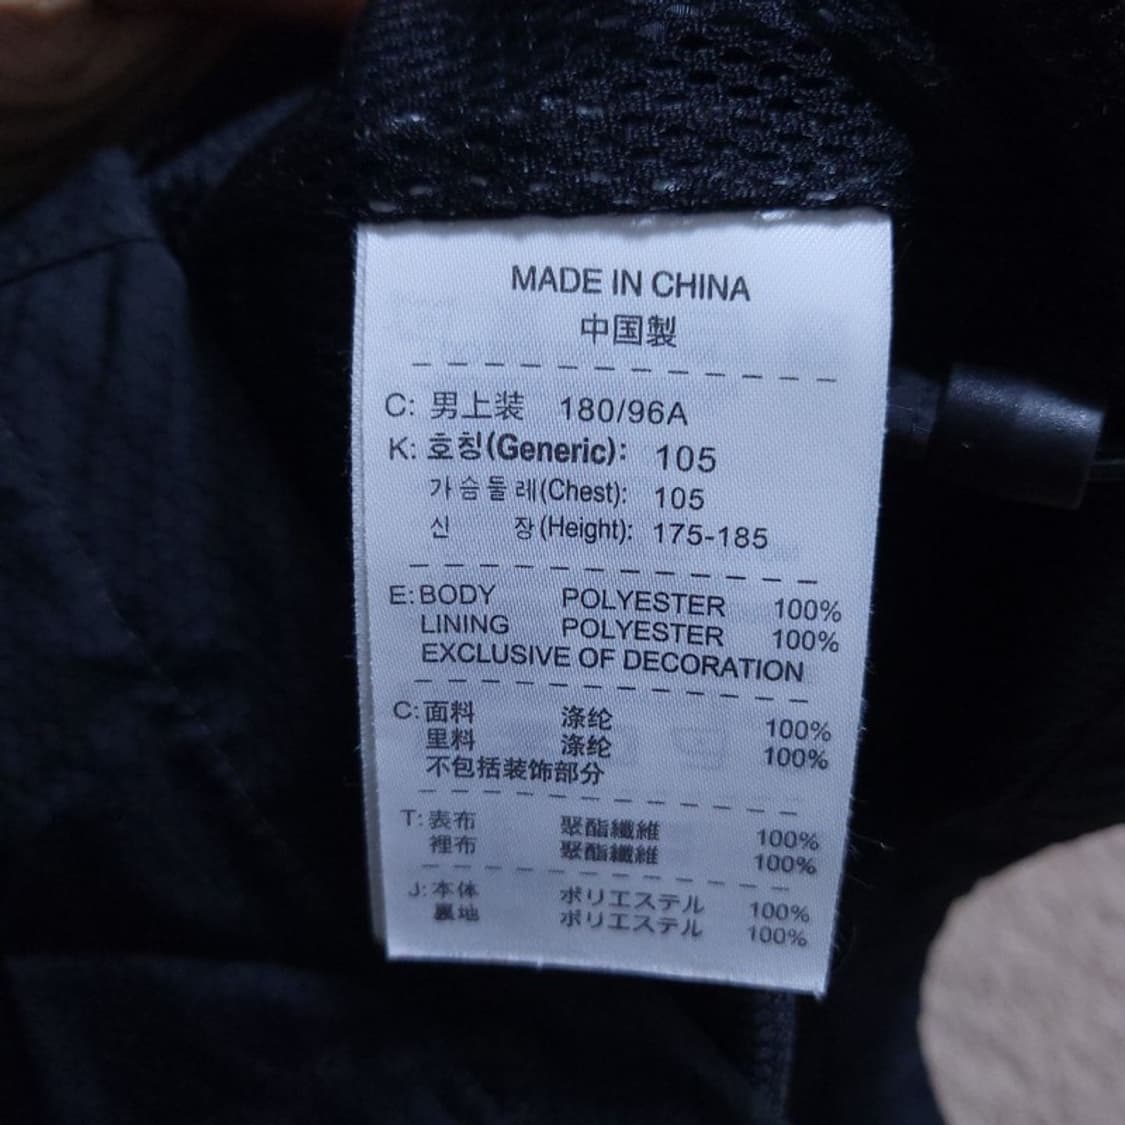 MADE IN CHINA
中国製
C: 男上装 180/96A
K: 호칭(Generic): 105
가슴둘레(Chest): 105
신 장(Height): 175-185
E: BODY POLYESTER 100%
LINING POLYESTER 100%
EXCLUSIVE OF DECORATION
C: 面料 涤纶 100%
里料 涤纶 100%
不包括装饰部分
T: 表布 聚酯纖維 100%
裡布 聚酯纖維 100%
J: 本体 ポリエステル 100%
裏地 ポリエステル 100%